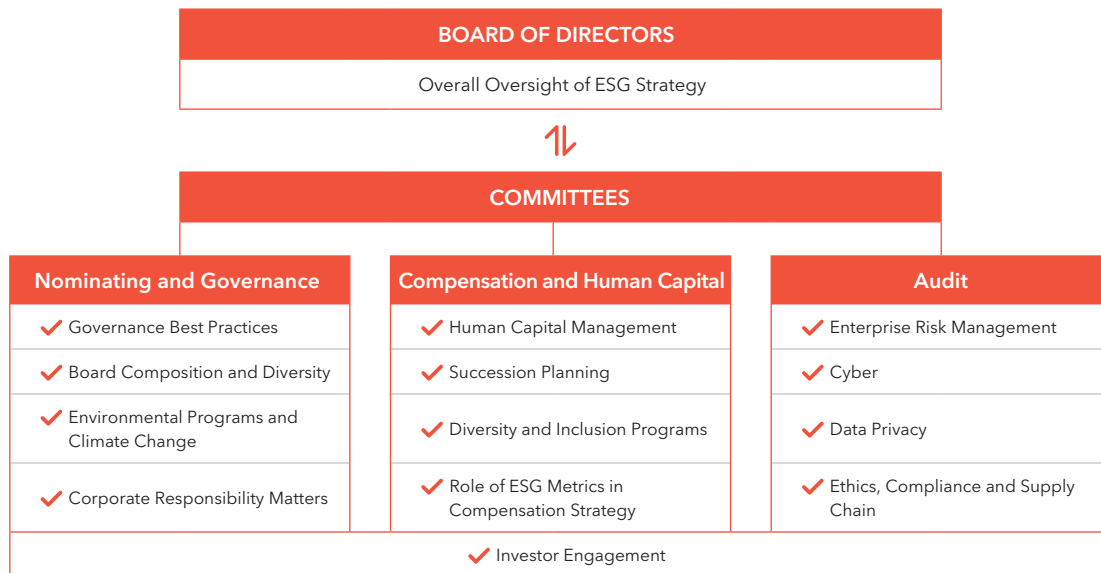 BOARD OF DIRECTORS
Overall Oversight of ESG Strategy
COMMITTEES
Nominating and Governance
Governance Best Practices
Board Composition and Diversity
Environmental Programs and
Climate Change
Corporate Responsibility Matters
Compensation and Human Capital
Human Capital Management
Succession Planning
Diversity and Inclusion Programs
Role of ESG Metrics in
Compensation Strategy
Audit
Enterprise Risk Management
Cyber
Data Privacy
Ethics, Compliance and Supply
Chain
Investor Engagement